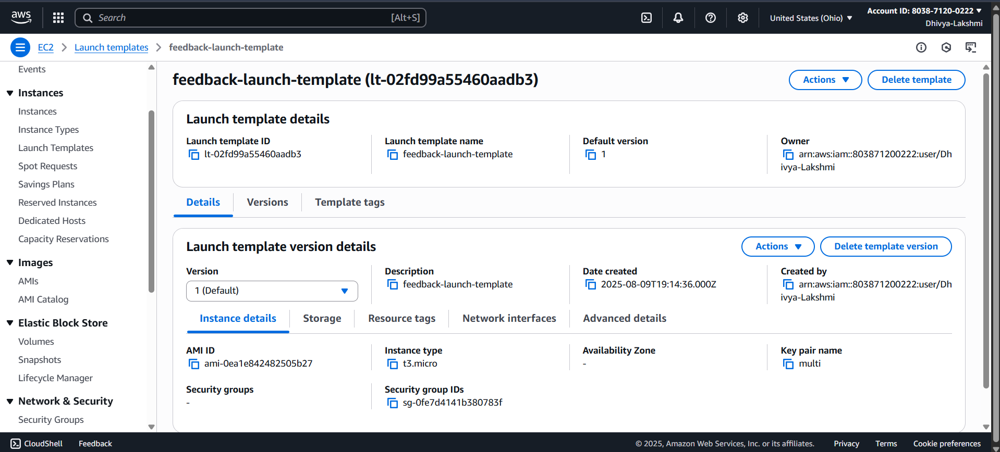 aws
Search
[Alt+S]
United States (Ohio)
Account ID: 8038-7120-0222
Dhivya-Lakshmi
EC2
Launch templates
feedback-launch-template
Events
Instances
Instances
Instance Types
Launch Templates
Spot Requests
Savings Plans
Reserved Instances
Dedicated Hosts
Capacity Reservations
Images
AMIs
AMI Catalog
Elastic Block Store
Volumes
Snapshots
Lifecycle Manager
Network & Security
Security Groups
feedback-launch-template (lt-02fd99a55460aadb3)
Actions
Delete template
Launch template details
Launch template ID
lt-02fd99a55460aadb3
Launch template name
feedback-launch-template
Default version
1
Owner
arn:aws:iam::803871200222:user/Dh
ivya-Lakshmi
Details
Versions
Template tags
Launch template version details
Actions
Delete template version
Version
1 (Default)
Description
feedback-launch-template
Date created
2025-08-09T19:14:36.000Z
Created by
arn:aws:iam::803871200222:user/Dh
ivya-Lakshmi
Instance details
Storage
Resource tags
Network interfaces
Advanced details
AMI ID
ami-0ea1e842482505b27
Instance type
t3.micro
Availability Zone
-
Key pair name
multi
Security groups
-
Security group IDs
sg-0fe7d4141b380783f
CloudShell
Feedback
© 2025, Amazon Web Services, Inc. or its affiliates.
Privacy
Terms
Cookie preferences